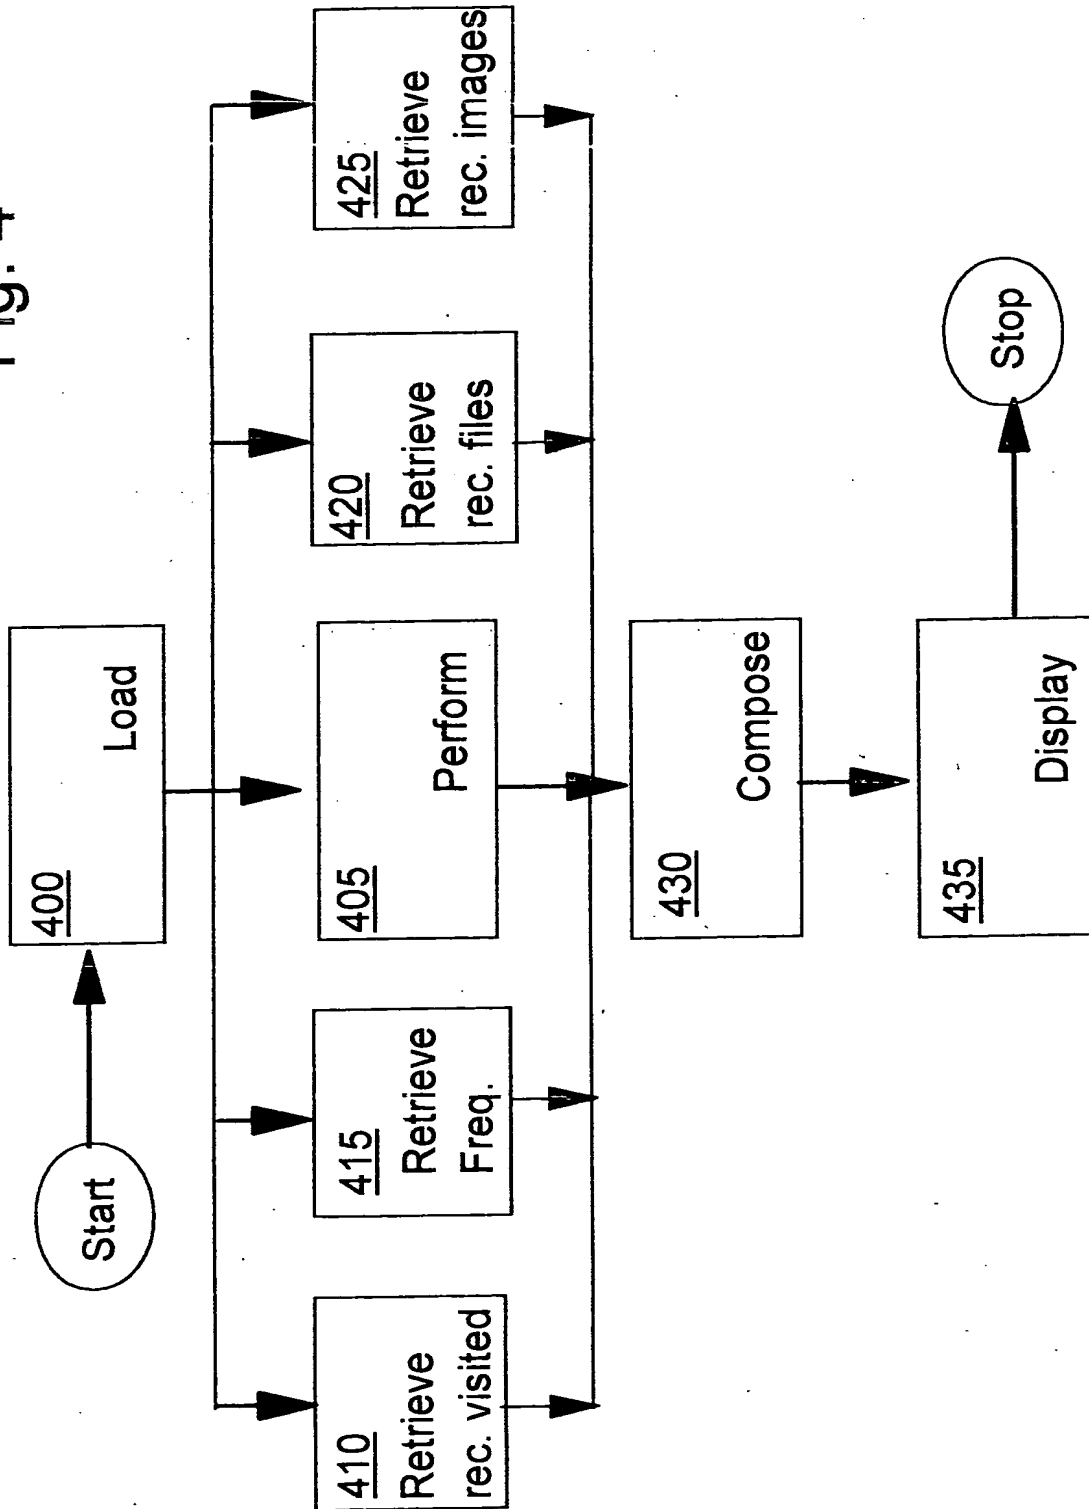 Fig. 4
Start
400
Load
410
Retrieve
rec. visited
415
Retrieve
Freq.
405
Perform
420
Retrieve
rec. files
425
Retrieve
rec. images
430
Compose
435
Display
Stop